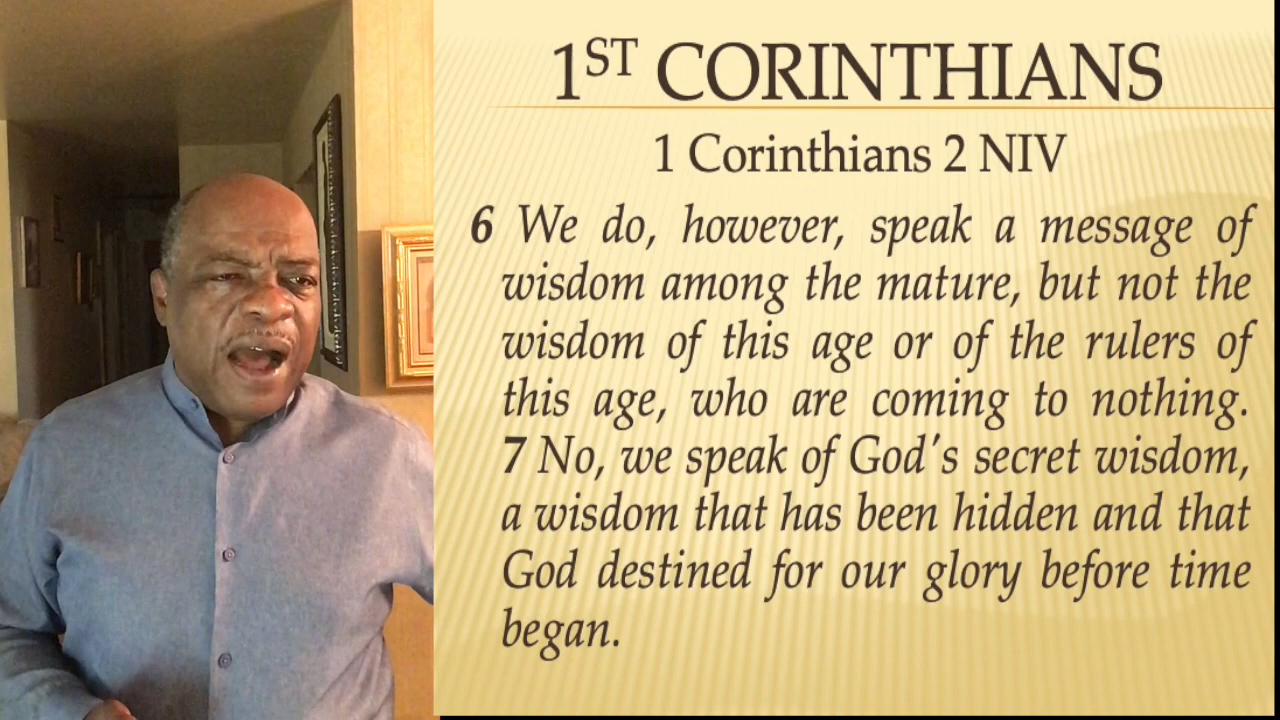 1ST CORINTHIANS
1 Corinthians 2 NIV
6 We do, however, speak a message of
wisdom among the mature, but not the
wisdom of this age or of the rulers of
this age, who are coming to nothing.
7 No, we speak of God's secret wisdom,
a wisdom that has been hidden and that
God destined for our glory before time
began.